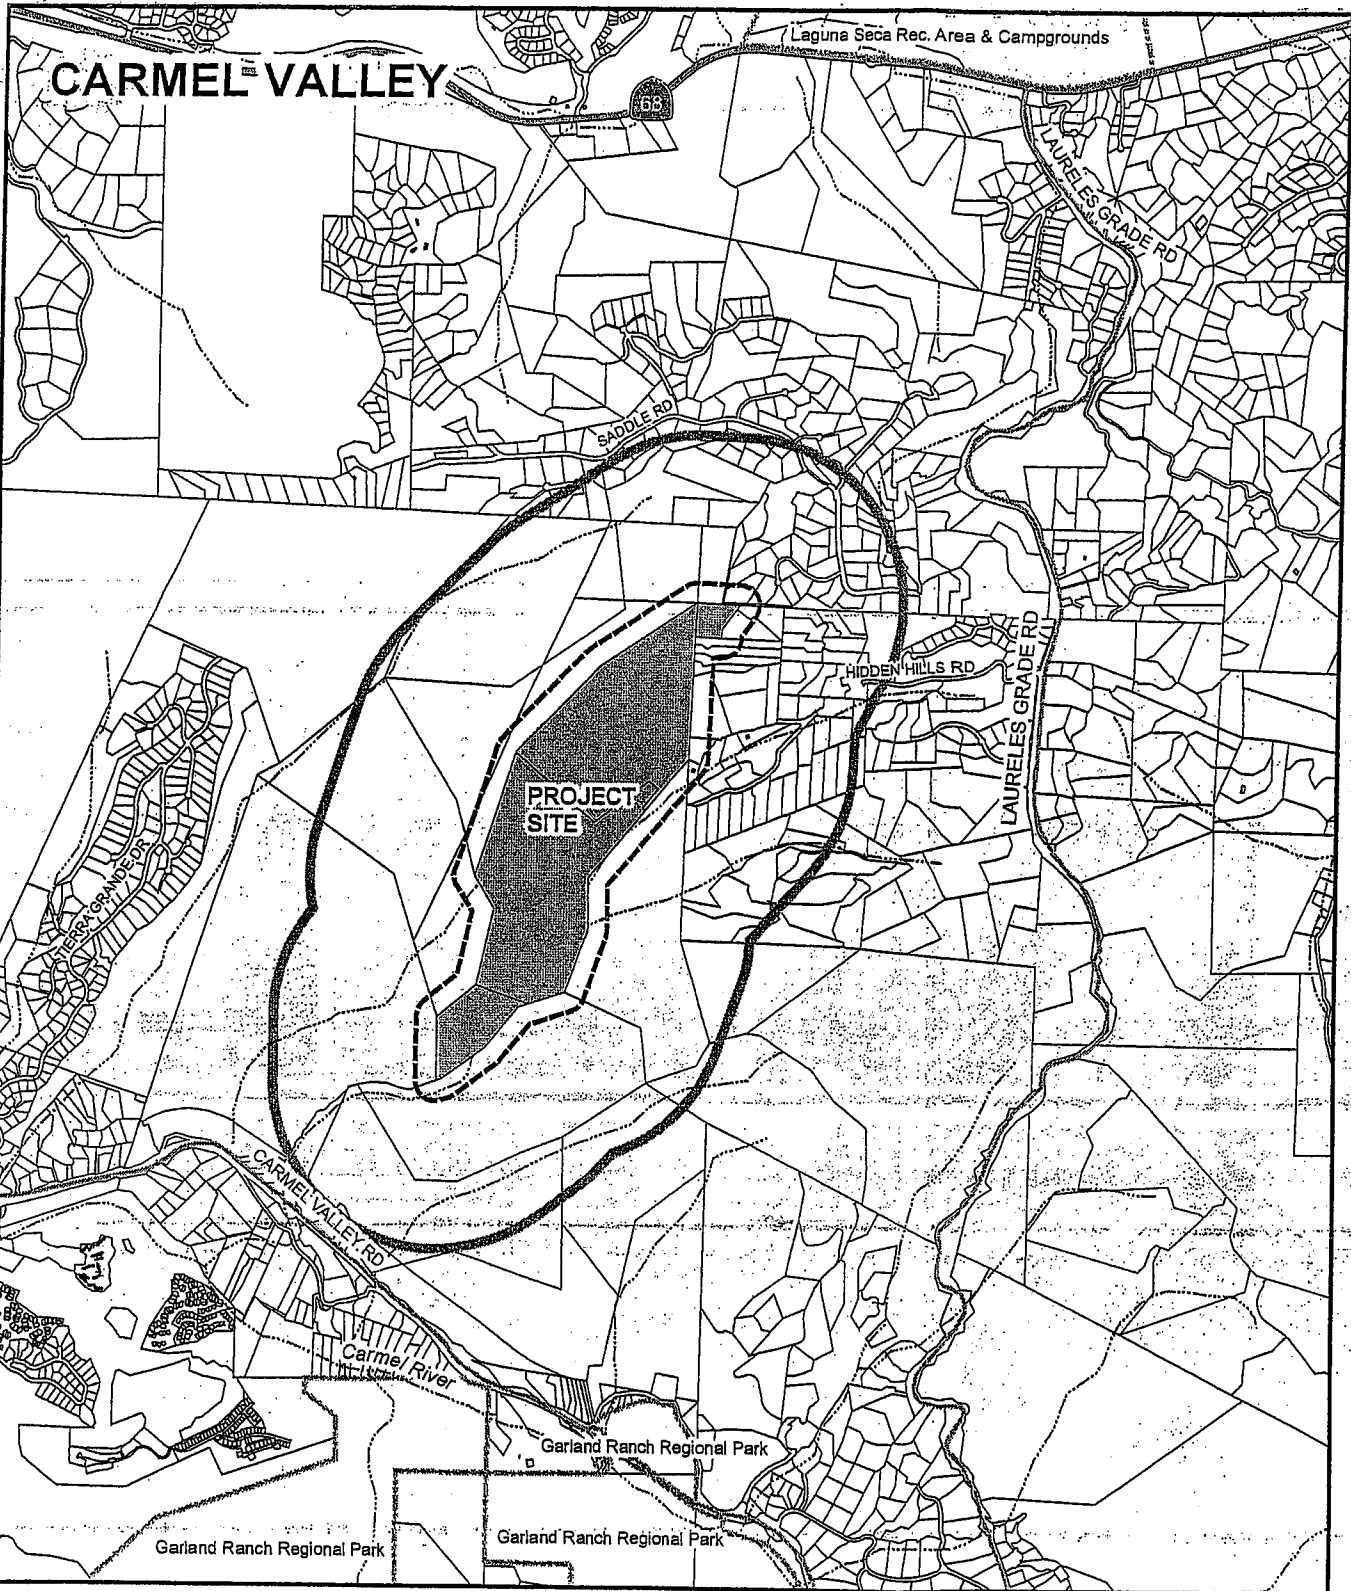 Laguna Seca Rec. Area & Campgrounds
CARMEL VALLEY
68
LAURELES GRADE RD
SADDLE RD
HIDDEN HILLS RD
LAURELES GRADE RD
PROJECT
SITE
TIERRA GRANDE DR
CARMEL VALLEY RD
Carmel River
Garland Ranch Regional Park
Garland Ranch Regional Park
Garland Ranch Regional Park